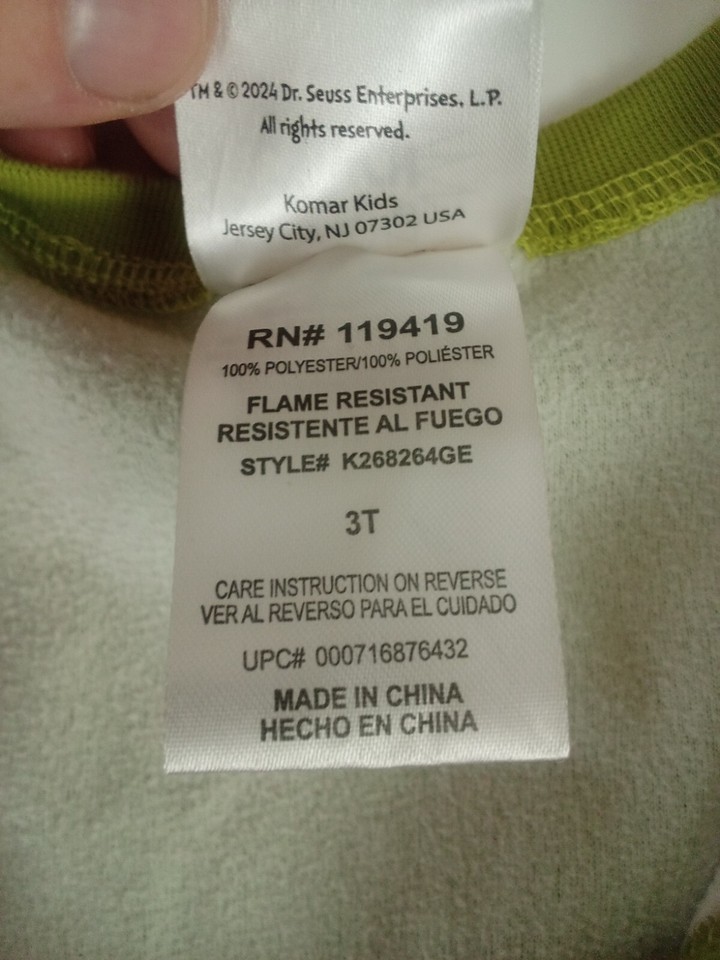 TM & © 2024 Dr. Seuss Enterprises, L.P.
All rights reserved.
Komar Kids
Jersey City, NJ 07302 USA
RN# 119419
100% POLYESTER/100% POLIÉSTER
FLAME RESISTANT
RESISTENTE AL FUEGO
STYLE# K268264GE
3T
CARE INSTRUCTION ON REVERSE
VER AL REVERSO PARA EL CUIDADO
UPC# 000716876432
MADE IN CHINA
HECHO EN CHINA